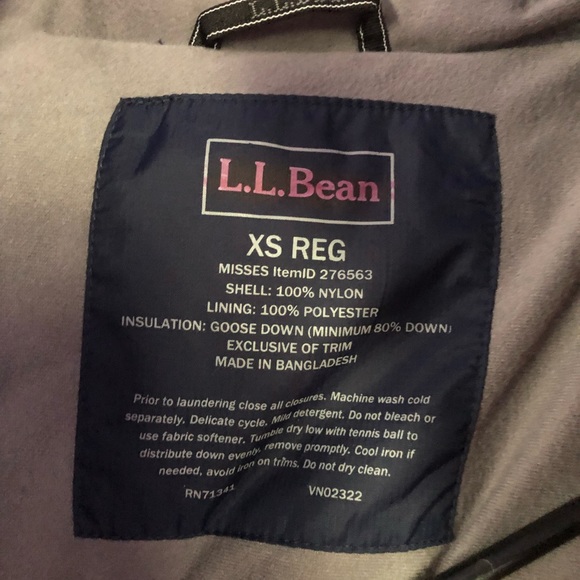 L.L.Bean
XS REG
MISSES ItemID 276563
SHELL: 100% NYLON
LINING: 100% POLYESTER
INSULATION: GOOSE DOWN (MINIMUM 80% DOWN)
EXCLUSIVE OF TRIM
MADE IN BANGLADESH
Prior to laundering close all closures. Machine wash cold
separately. Delicate cycle. Mild detergent. Do not bleach or
use fabric softener. Tumble dry low with tennis ball to
distribute down evenly, remove promptly. Cool iron if
needed, avoid iron on trims. Do not dry clean.
RN71341 VN02322